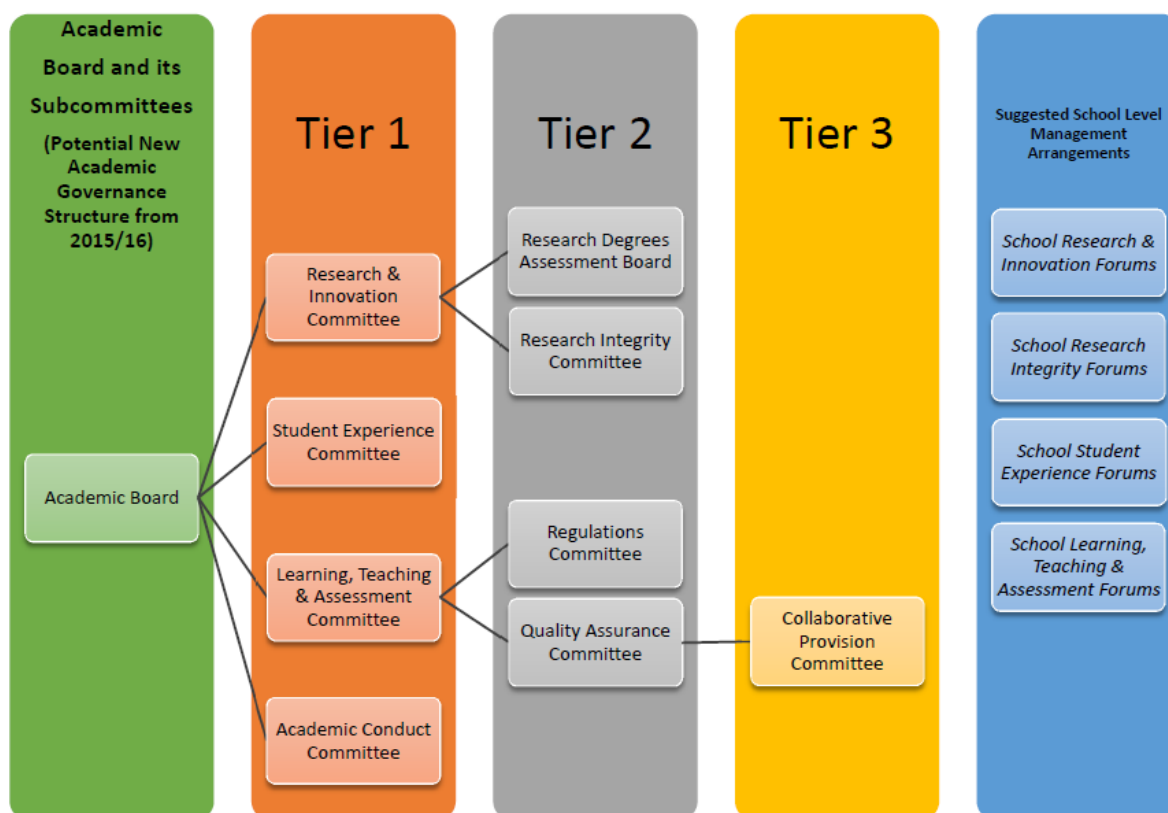 Academic
Board and its
Subcommittees
(Potential New
Academic
Governance
Structure from
2015/16)
Academic Board
Tier 1
Research &
Innovation
Committee
Student Experience
Committee
Learning, Teaching
& Assessment
Committee
Academic Conduct
Committee
Tier 2
Research Degrees
Assessment Board
Research Integrity
Committee
Regulations
Committee
Quality Assurance
Committee
Tier 3
Collaborative
Provision
Committee
Suggested School Level
Management
Arrangements
School Research &
Innovation Forums
School Research
Integrity Forums
School Student
Experience Forums
School Learning,
Teaching &
Assessment Forums